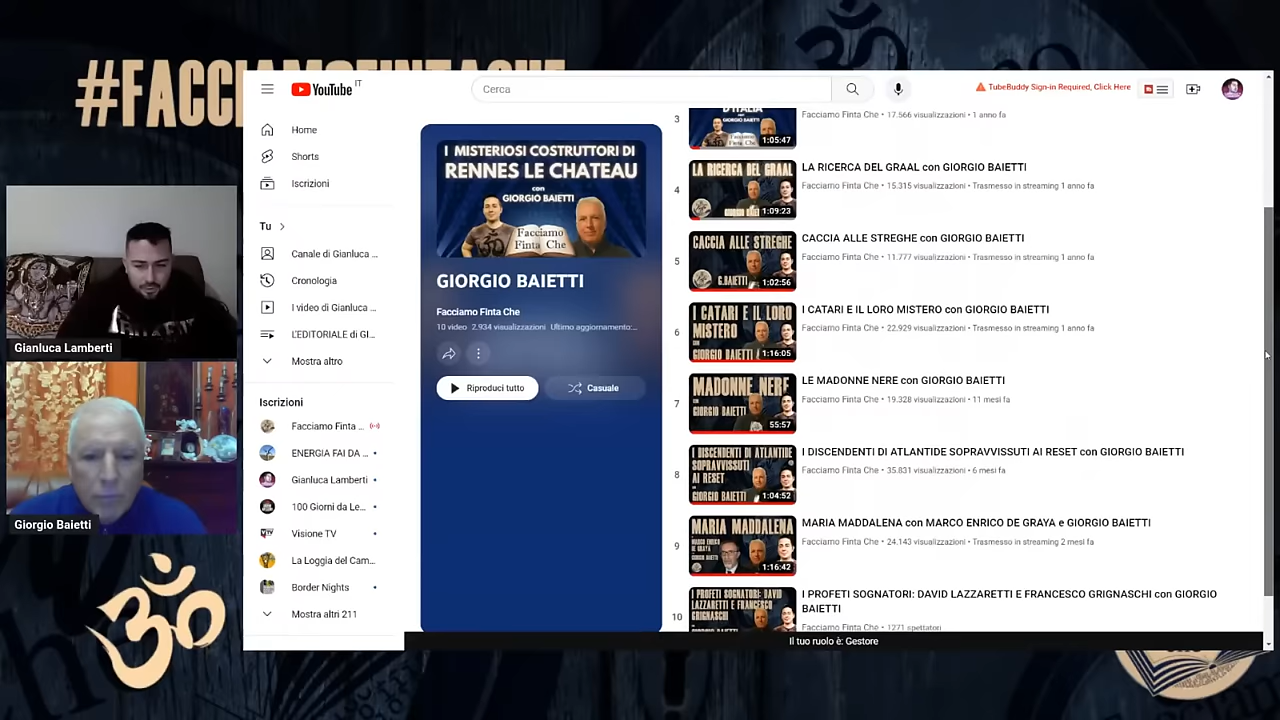 #FACC
YouTube IT
Cerca
TubeBuddy Sign-in Required, Click Here
Home
Shorts
Iscrizioni
Tu
Canale di Gianluca ...
Cronologia
I video di Gianluca ...
L'EDITORIALE di GI...
Mostra altro
Iscrizioni
Facciamo Finta ...
ENERGIA FAI DA ...
Gianluca Lamberti
100 Giorni da Le...
Visione TV
La Loggia del Cam...
Border Nights
Mostra altri 211
Gianluca Lamberti
Giorgio Baietti
I MISTERIOSI COSTRUTTORI DI
RENNES LE CHATEAU
con
GIORGIO BAIETTI
Facciamo
Finta Che
GIORGIO BAIETTI
Facciamo Finta Che
10 video 2.934 visualizzazioni Ultimo aggiornamento:...
Riproduci tutto
Casuale
3
D'ITALIA
1:05:47
Facciamo Finta Che • 17.566 visualizzazioni • 1 anno fa
4
LA RICERCA DEL GRAAL
GIORGIO BAIETTI
1:09:23
LA RICERCA DEL GRAAL con GIORGIO BAIETTI
Facciamo Finta Che • 15.315 visualizzazioni • Trasmesso in streaming 1 anno fa
5
CACCIA ALLE STREGHE
G.BAIETTI
1:02:56
CACCIA ALLE STREGHE con GIORGIO BAIETTI
Facciamo Finta Che • 11.777 visualizzazioni • Trasmesso in streaming 1 anno fa
6
I CATARI E IL LORO
MISTERO
CON
GIORGIO BAIETTI
1:16:05
I CATARI E IL LORO MISTERO con GIORGIO BAIETTI
Facciamo Finta Che • 22.929 visualizzazioni • Trasmesso in streaming 1 anno fa
7
MADONNE NERE
CON
GIORGIO BAIETTI
55:57
LE MADONNE NERE con GIORGIO BAIETTI
Facciamo Finta Che • 19.328 visualizzazioni • 11 mesi fa
8
I DISCENDENTI DI ATLANTIDE
SOPRAVVISSUTI
AI RESET
CON
GIORGIO BAIETTI
1:04:52
I DISCENDENTI DI ATLANTIDE SOPRAVVISSUTI AI RESET con GIORGIO BAIETTI
Facciamo Finta Che • 35.831 visualizzazioni • 6 mesi fa
9
MARIA MADDALENA
1:16:42
MARIA MADDALENA con MARCO ENRICO DE GRAYA e GIORGIO BAIETTI
Facciamo Finta Che • 24.143 visualizzazioni • Trasmesso in streaming 2 mesi fa
10
I PROFETI SOGNATORI: DAVID
LAZZARETTI E FRANCESCO
GRIGNASCHI
I PROFETI SOGNATORI: DAVID LAZZARETTI E FRANCESCO GRIGNASCHI con GIORGIO
BAIETTI
Facciamo Finta Che • 1271 spettatori
Il tuo ruolo è: Gestore